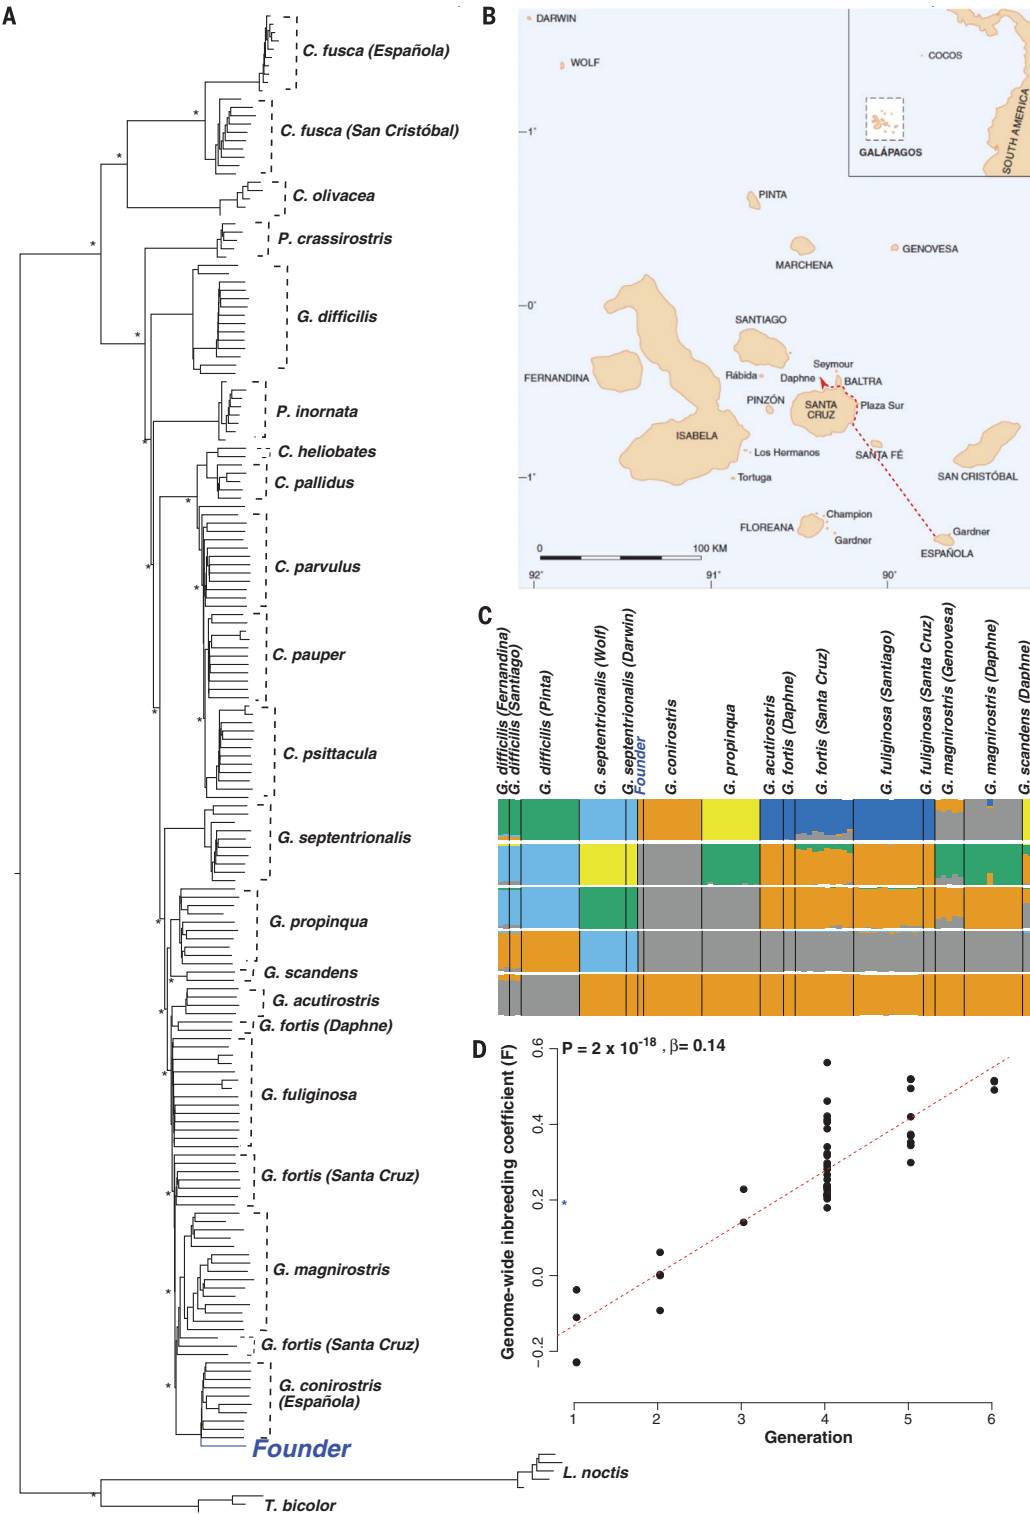 A
C. fusca (Española)
C. fusca (San Cristóbal)
C. olivacea
P. crassirostris
G. difficilis
P. inornata
C. heliobates
C. pallidus
C. parvulus
C. pauper
C. psittacula
G. septentrionalis
G. propinqua
G. scandens
G. acutirostris
G. fortis (Daphne)
G. fuliginosa
G. fortis (Santa Cruz)
G. magnirostris
G. fortis (Santa Cruz)
G. conirostris
(Española)
Founder
L. noctis
T. bicolor
B
DARWIN
WOLF
COCOS
GALÁPAGOS
SOUTH AMERICA
1°
PINTA
MARCHENA
GENOVESA
0°
SANTIAGO
FERNANDINA
Rábida
Daphne
Seymour
BALTRA
PINZÓN
SANTA
CRUZ
Plaza Sur
ISABELA
Los Hermanos
SANTA FÉ
SAN CRISTÓBAL
1°
Tortuga
Champion
FLOREANA
Gardner
Gardner
ESPAÑOLA
0
100 KM
92°
91°
90°
C
G. difficilis (Fernandina)
G. difficilis (Santiago)
G. difficilis (Pinta)
G. septentrionalis (Wolf)
G. septentrionalis (Darwin)
Founder
G. conirostris
G. propinqua
G. acutirostris
G. fortis (Daphne)
G. fortis (Santa Cruz)
G. fuliginosa (Santiago)
G. fuliginosa (Santa Cruz)
G. magnirostris (Genovesa)
G. magnirostris (Daphne)
G. scandens (Daphne)
D
P = 2 x 10⁻¹⁸ , β= 0.14
Genome-wide inbreeding coefficient (F)
0.6
0.4
0.2
0.0
−0.2
1 2 3 4 5 6
Generation